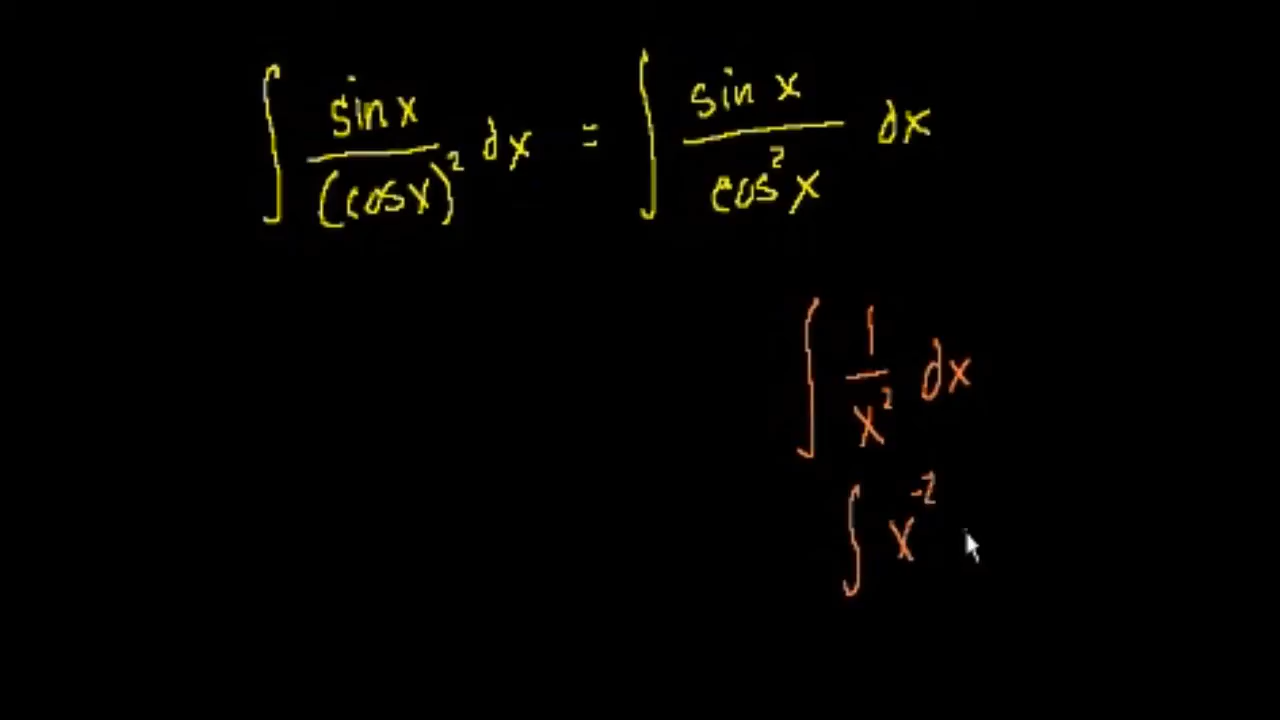 ∫ sin x / (cos x)² dx = ∫ sin x / cos² x dx
∫ 1 / x² dx
∫ x⁻²